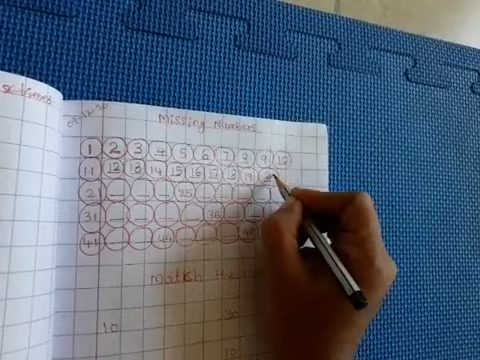 Missing Numbers
1 2 3 4 5 6 7 8 9 10
11 12 13 14 15 16 17 18 19
21 _ _ _ 25 _ _ _ _
31 _ _ _ _ 36 _ _
41 _ _ 44 _ _ _
Match the
10 30